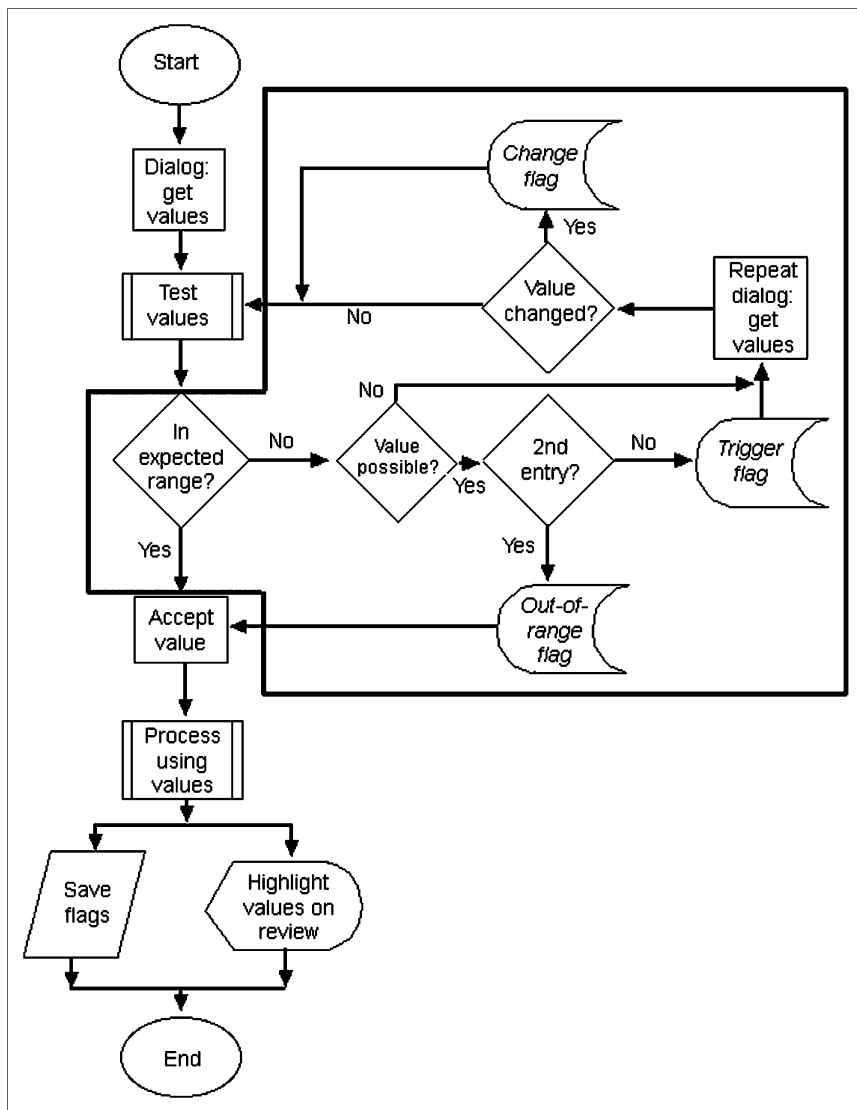 Start
Dialog:
get
values
Test
values
Change
flag
Yes
Value
changed?
No
Repeat
dialog:
get
values
In
expected
range?
No
Yes
Value
possible?
No
Yes
2nd
entry?
No
Yes
Trigger
flag
Out-of-
range
flag
Accept
value
Process
using
values
Save
flags
Highlight
values on
review
End